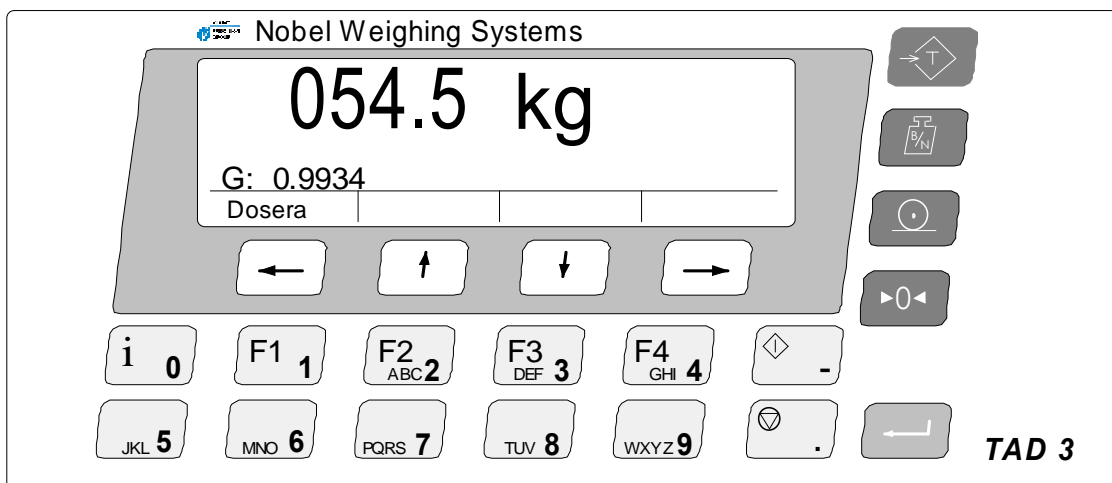 Nobel Weighing Systems
054.5 kg
G: 0.9934
Dosera
T
B/N
▶0◀
i 0
F1 1
F2 ABC 2
F3 DEF 3
F4 GHI 4
-
JKL 5
MNO 6
PQRS 7
TUV 8
WXYZ 9
.
TAD 3